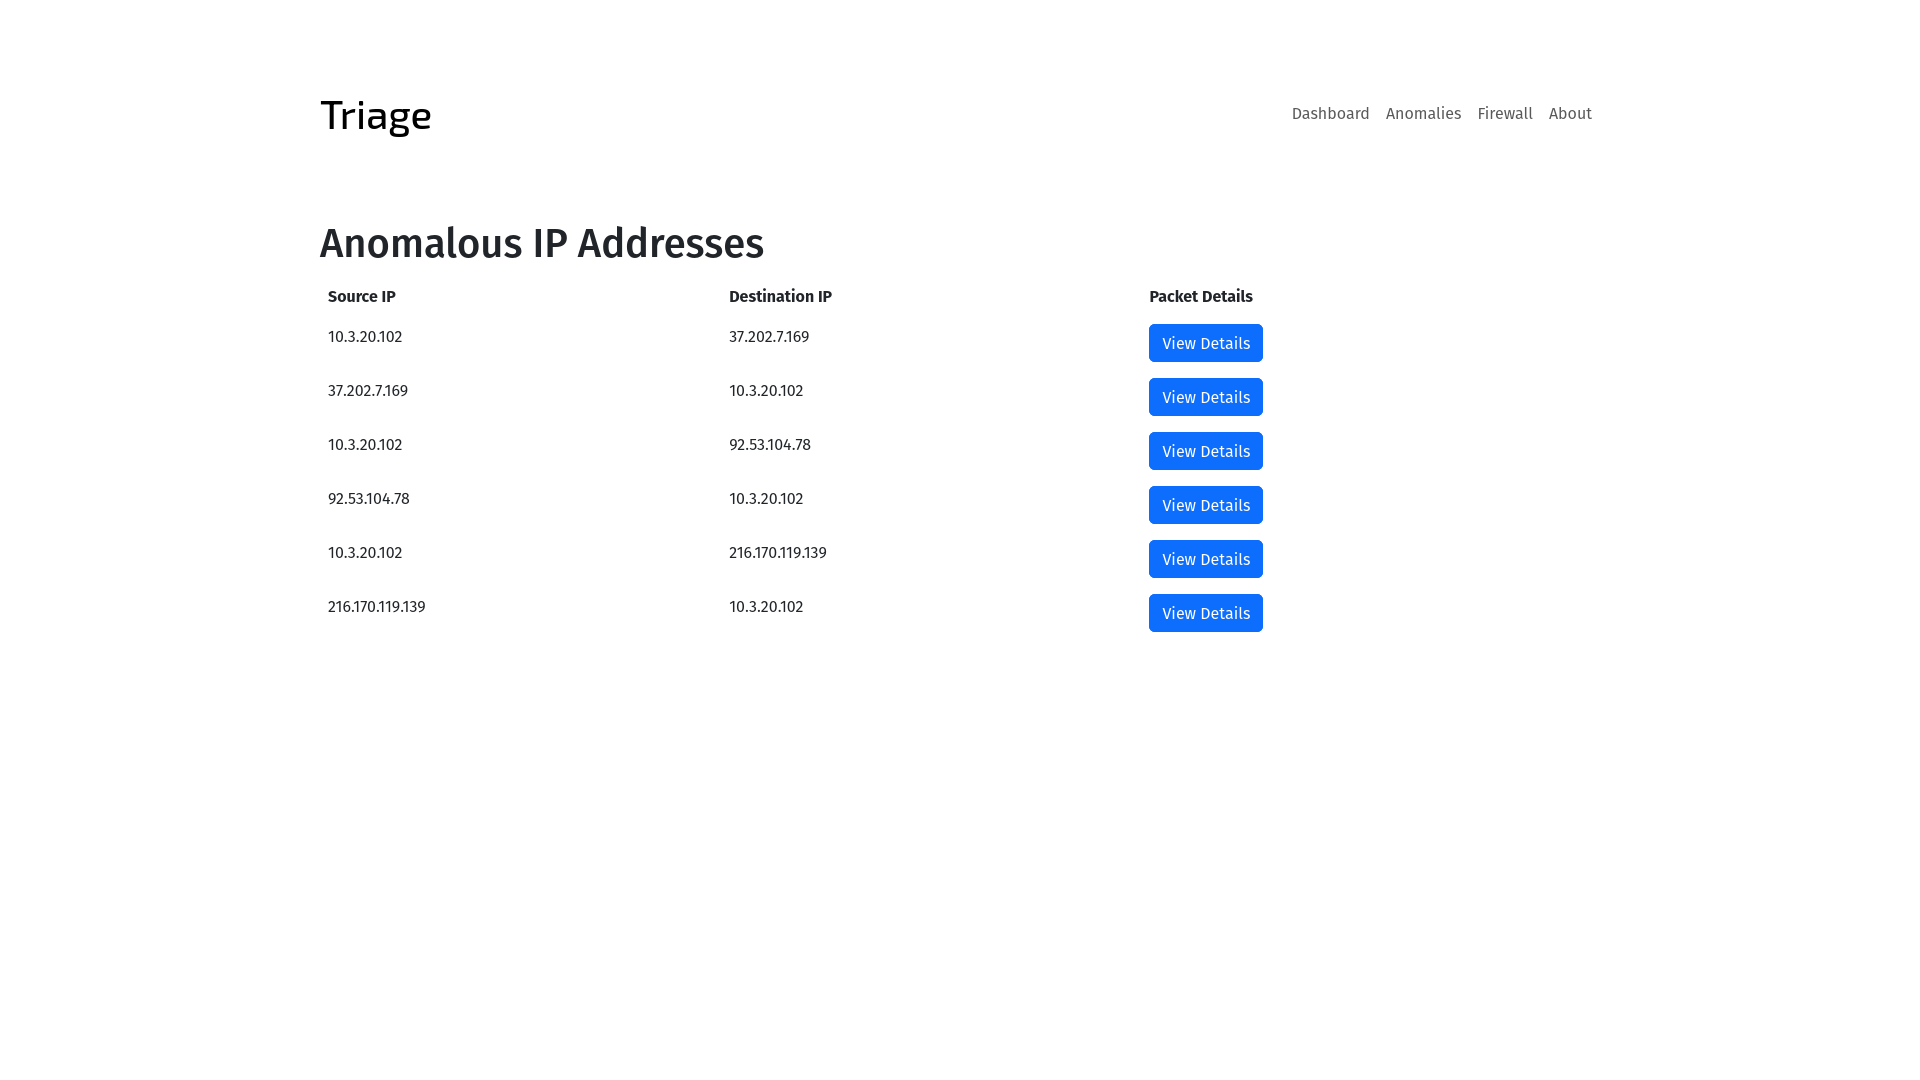 Triage
Dashboard Anomalies Firewall About
Anomalous IP Addresses
Source IP Destination IP Packet Details
10.3.20.102 37.202.7.169 View Details
37.202.7.169 10.3.20.102 View Details
10.3.20.102 92.53.104.78 View Details
92.53.104.78 10.3.20.102 View Details
10.3.20.102 216.170.119.139 View Details
216.170.119.139 10.3.20.102 View Details